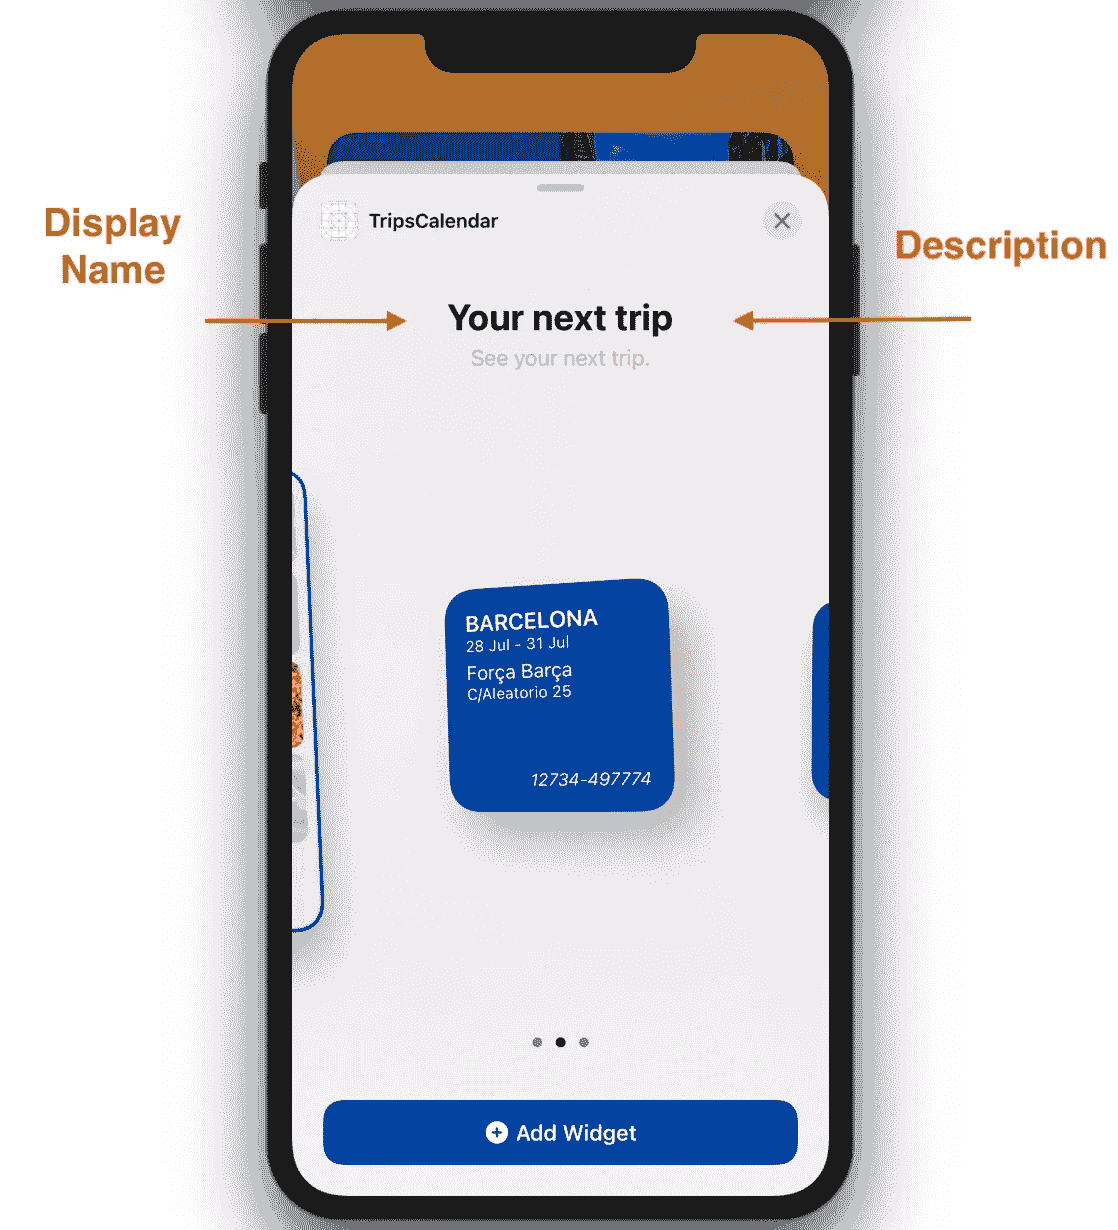 Display
Name
Description
TripsCalendar
Your next trip
See your next trip.
BARCELONA
28 Jul - 31 Jul
Força Barça
C/Aleatorio 25
12734-497774
Add Widget